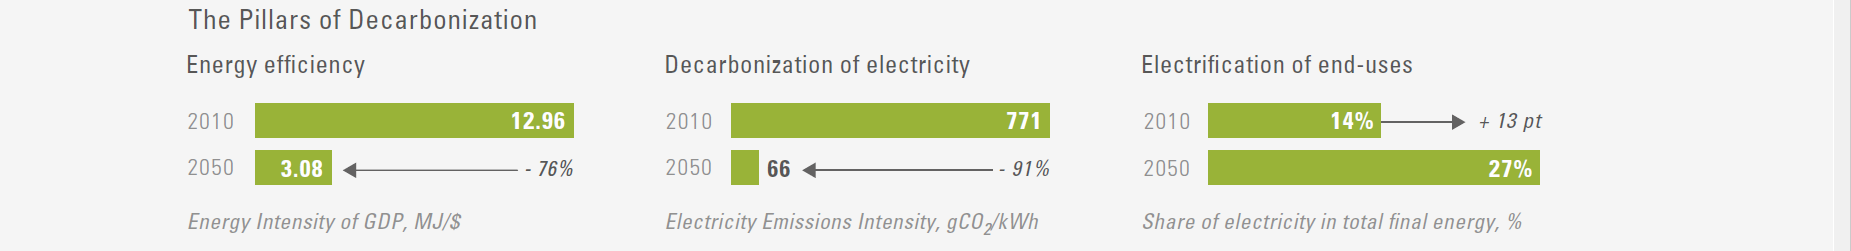 The Pillars of Decarbonization
Energy efficiency
2010 12.96
2050 3.08 - 76%
Energy Intensity of GDP, MJ/$
Decarbonization of electricity
2010 771
2050 66 - 91%
Electricity Emissions Intensity, gCO2/kWh
Electrification of end-uses
2010 14% + 13 pt
2050 27%
Share of electricity in total final energy, %